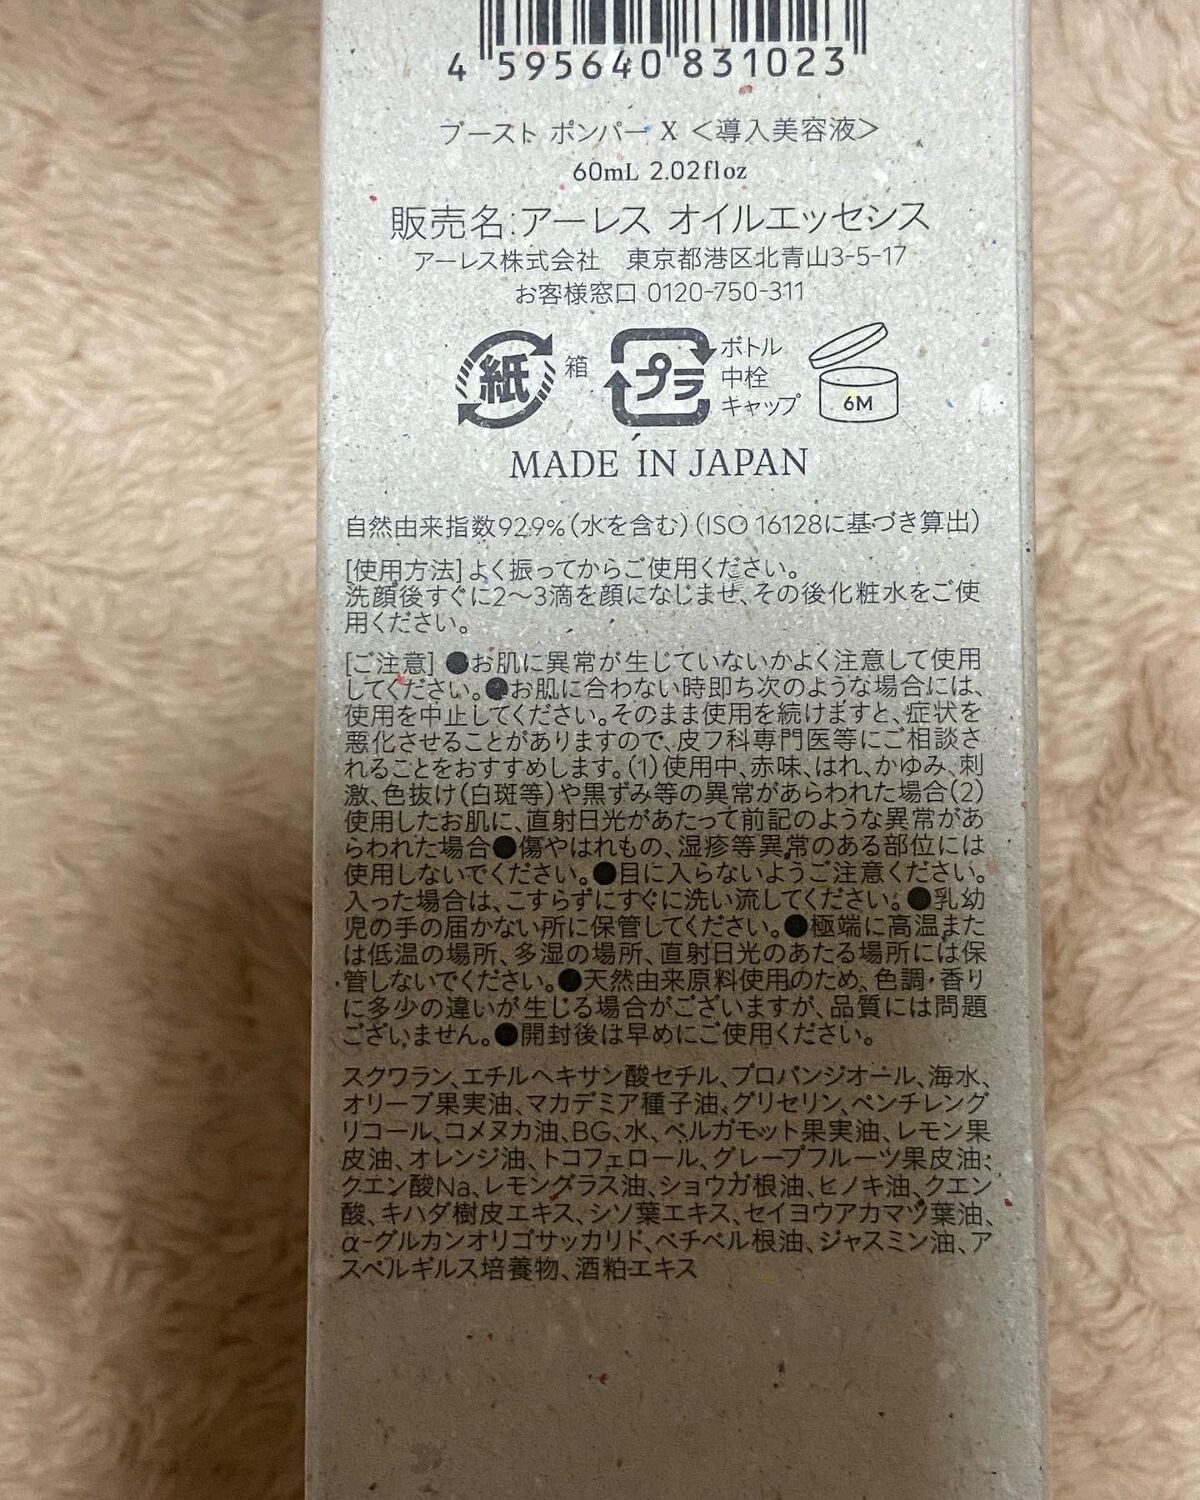 4 595640 831023
ブースト ポンパー X <導入美容液>
60mL 2.02floz
販売名:アーレス オイルエッセンス
アーレス株式会社　東京都港区北青山3-5-17
お客様窓口 0120-750-311
紙 箱 プラ ボトル 中栓 キャップ 6M
MADE IN JAPAN
自然由来指数92.9%(水を含む)(ISO 16128に基づき算出)
[使用方法]よく振ってからご使用ください。
洗顔後すぐに2〜3滴を顔になじませ、その後化粧水をご使
用ください。
[ご注意] ●お肌に異常が生じていないかよく注意して使用
してください。●お肌に合わない時即ち次のような場合には、
使用を中止してください。そのまま使用を続けますと、症状を
悪化させることがありますので、皮フ科専門医等にご相談さ
れることをおすすめします。(1)使用中、赤味、はれ、かゆみ、刺
激、色抜け(白斑等)や黒ずみ等の異常があらわれた場合(2)
使用したお肌に、直射日光があたって前記のような異常があ
らわれた場合●傷やはれもの、湿疹等異常のある部位には
使用しないでください。●目に入らないようご注意ください。
入った場合は、こすらずにすぐに洗い流してください。●乳幼
児の手の届かない所に保管してください。●極端に高温また
は低温の場所、多湿の場所、直射日光のあたる場所には保
管しないでください。●天然由来原料使用のため、色調・香り
に多少の違いが生じる場合がございますが、品質には問題
ございません。●開封後は早めにご使用ください。
スクワラン、エチルヘキサン酸セチル、プロパンジオール、海水、
オリーブ果実油、マカデミア種子油、グリセリン、ペンチレング
リコール、コメヌカ油、BG、水、ベルガモット果実油、レモン果
皮油、オレンジ油、トコフェロール、グレープフルーツ果皮油、
クエン酸Na、レモングラス油、ショウガ根油、ヒノキ油、クエン
酸、キハダ樹皮エキス、シソ葉エキス、セイヨウアカマツ葉油、
α-グルカンオリゴサッカリド、ベチベル根油、ジャスミン油、ア
スペルギルス培養物、酒粕エキス